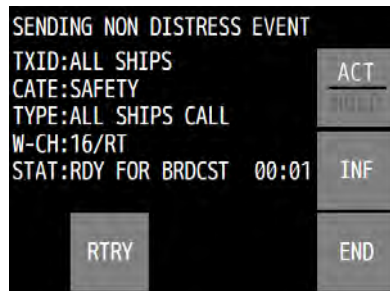 SENDING NON DISTRESS EVENT
TXID:ALL SHIPS
CATE:SAFETY
TYPE:ALL SHIPS CALL
W-CH:16/RT
STAT:RDY FOR BRDCST 00:01
ACT
HOLD
INF
RTRY
END